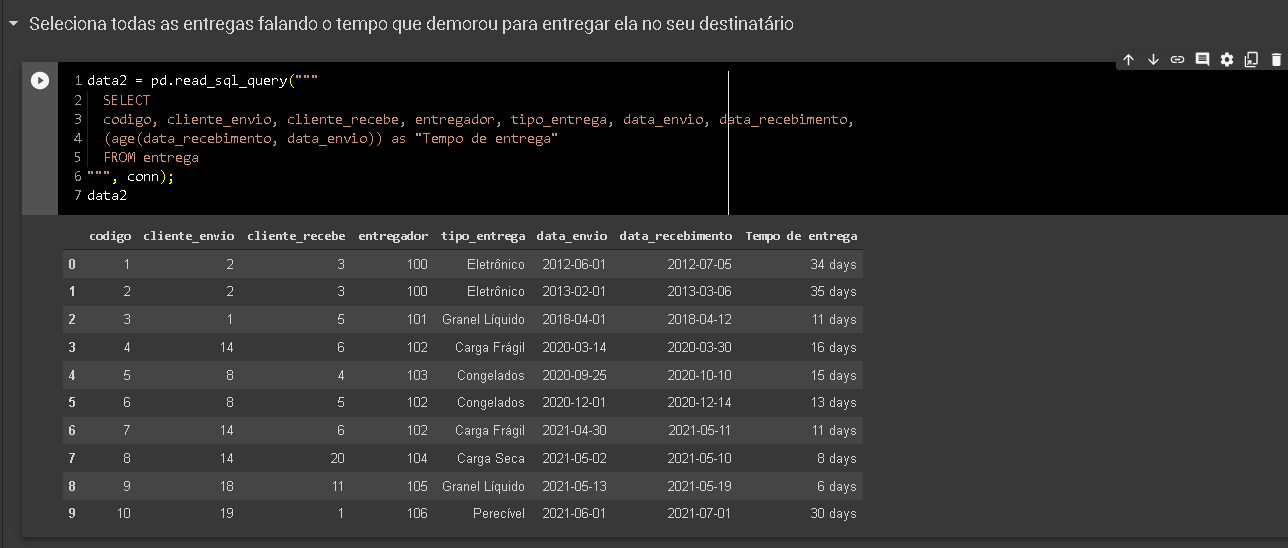 Seleciona todas as entregas falando o tempo que demorou para entregar ela no seu destinatário
1 data2 = pd.read_sql_query("""
2 SELECT
3 codigo, cliente_envio, cliente_recebe, entregador, tipo_entrega, data_envio, data_recebimento,
4 (age(data_recebimento, data_envio)) as "Tempo de entrega"
5 FROM entrega
6 """, conn);
7 data2
codigo cliente_envio cliente_recebe entregador tipo_entrega data_envio data_recebimento Tempo de entrega
0 1 2 3 100 Eletrônico 2012-06-01 2012-07-05 34 days
1 2 2 3 100 Eletrônico 2013-02-01 2013-03-06 35 days
2 3 1 5 101 Granel Líquido 2018-04-01 2018-04-12 11 days
3 4 14 6 102 Carga Frágil 2020-03-14 2020-03-30 16 days
4 5 8 4 103 Congelados 2020-09-25 2020-10-10 15 days
5 6 8 5 102 Congelados 2020-12-01 2020-12-14 13 days
6 7 14 6 102 Carga Frágil 2021-04-30 2021-05-11 11 days
7 8 14 20 104 Carga Seca 2021-05-02 2021-05-10 8 days
8 9 18 11 105 Granel Líquido 2021-05-13 2021-05-19 6 days
9 10 19 1 106 Perecível 2021-06-01 2021-07-01 30 days